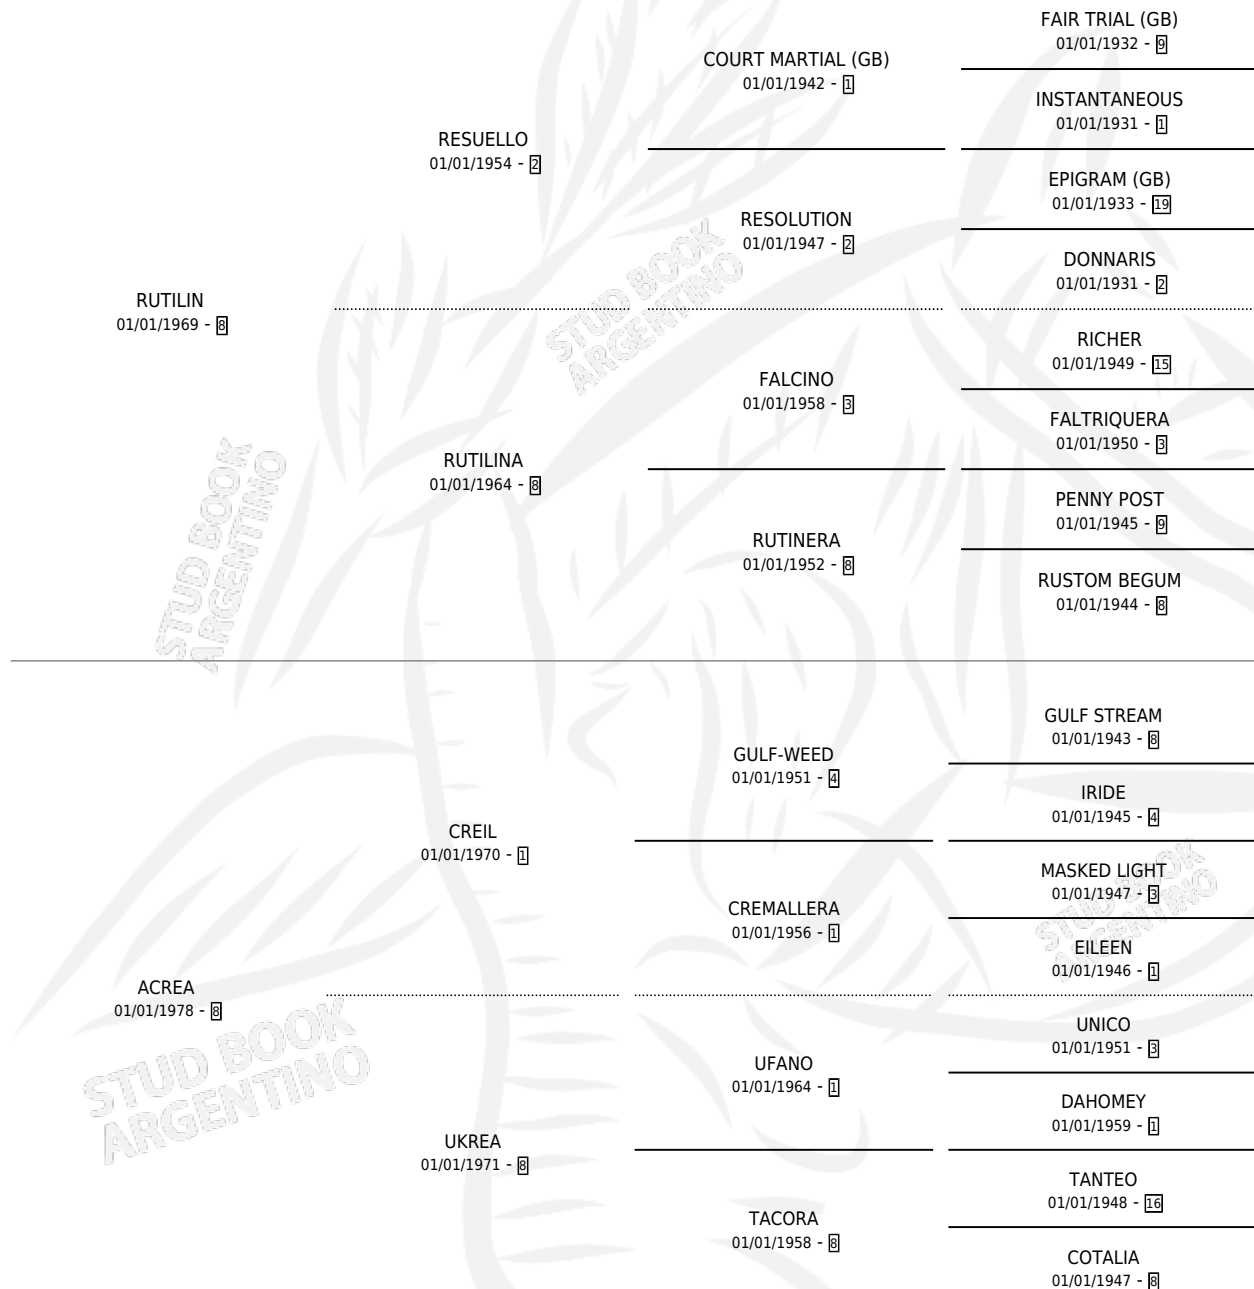 FAIR TRIAL (GB)
01/01/1932 - 9
COURT MARTIAL (GB)
01/01/1942 - 1
INSTANTANEOUS
01/01/1931 - 1
RESUELLO
01/01/1954 - 2
EPIGRAM (GB)
01/01/1933 - 19
RESOLUTION
01/01/1947 - 2
DONNARIS
01/01/1931 - 2
RUTILIN
01/01/1969 - 8
RICHER
01/01/1949 - 15
FALCINO
01/01/1958 - 3
FALTRIQUERA
01/01/1950 - 3
RUTILINA
01/01/1964 - 8
PENNY POST
01/01/1945 - 9
RUTINERA
01/01/1952 - 8
RUSTOM BEGUM
01/01/1944 - 8
GULF STREAM
01/01/1943 - 8
GULF-WEED
01/01/1951 - 4
IRIDE
01/01/1945 - 4
CREIL
01/01/1970 - 1
MASKED LIGHT
01/01/1947 - 3
CREMALLERA
01/01/1956 - 1
EILEEN
01/01/1946 - 1
ACREA
01/01/1978 - 8
UNICO
01/01/1951 - 3
UFANO
01/01/1964 - 1
DAHOMEY
01/01/1959 - 1
UKREA
01/01/1971 - 8
TANTEO
01/01/1948 - 16
TACORA
01/01/1958 - 8
COTALIA
01/01/1947 - 8
STUD BOOK
ARGENTINO
STUD BOOK
ARGENTINO
STUD BOOK
ARGENTINO
STUD BOOK
ARGENTINO